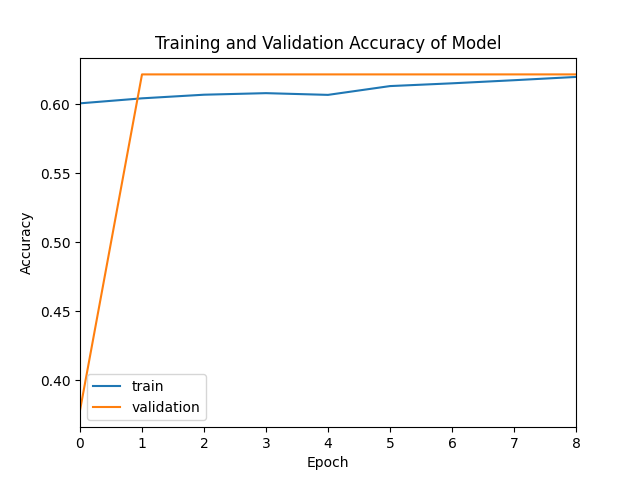 Training and Validation Accuracy of Model
Accuracy
0.60
0.55
0.50
0.45
0.40
train
validation
0 1 2 3 4 5 6 7 8
Epoch